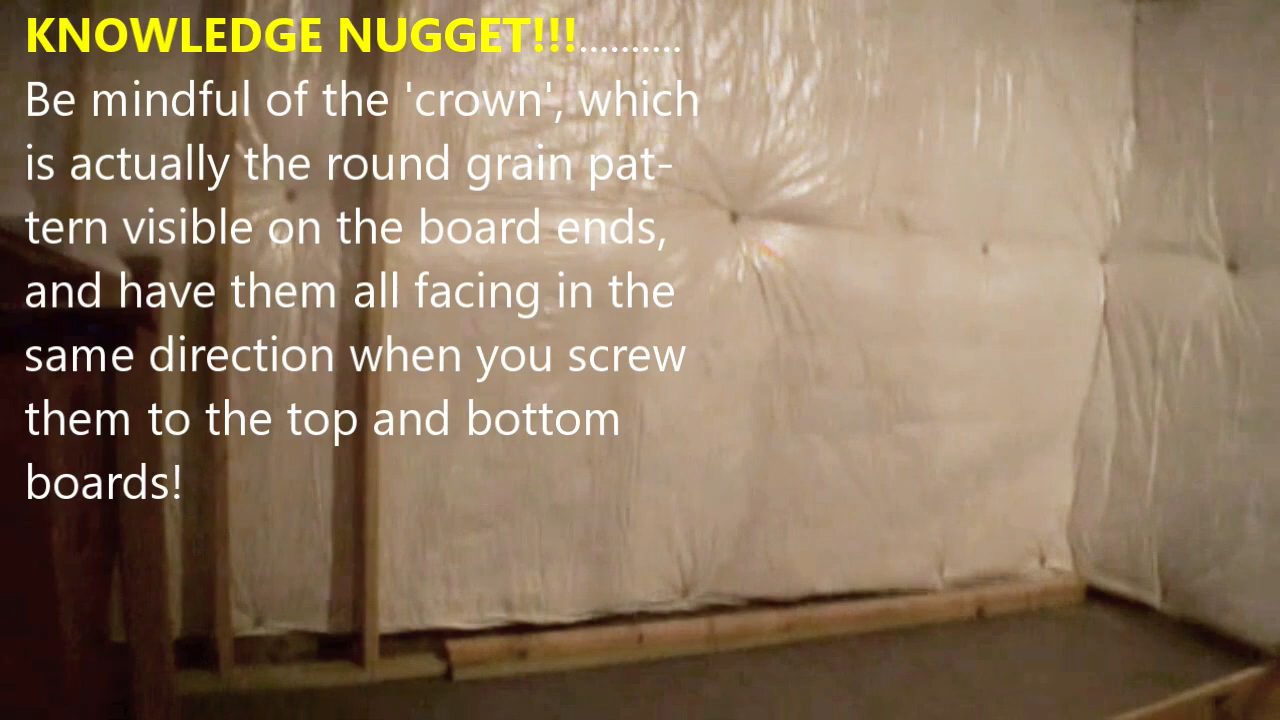 KNOWLEDGE NUGGET!!!..........
Be mindful of the 'crown', which
is actually the round grain pat-
tern visible on the board ends,
and have them all facing in the
same direction when you screw
them to the top and bottom
boards!